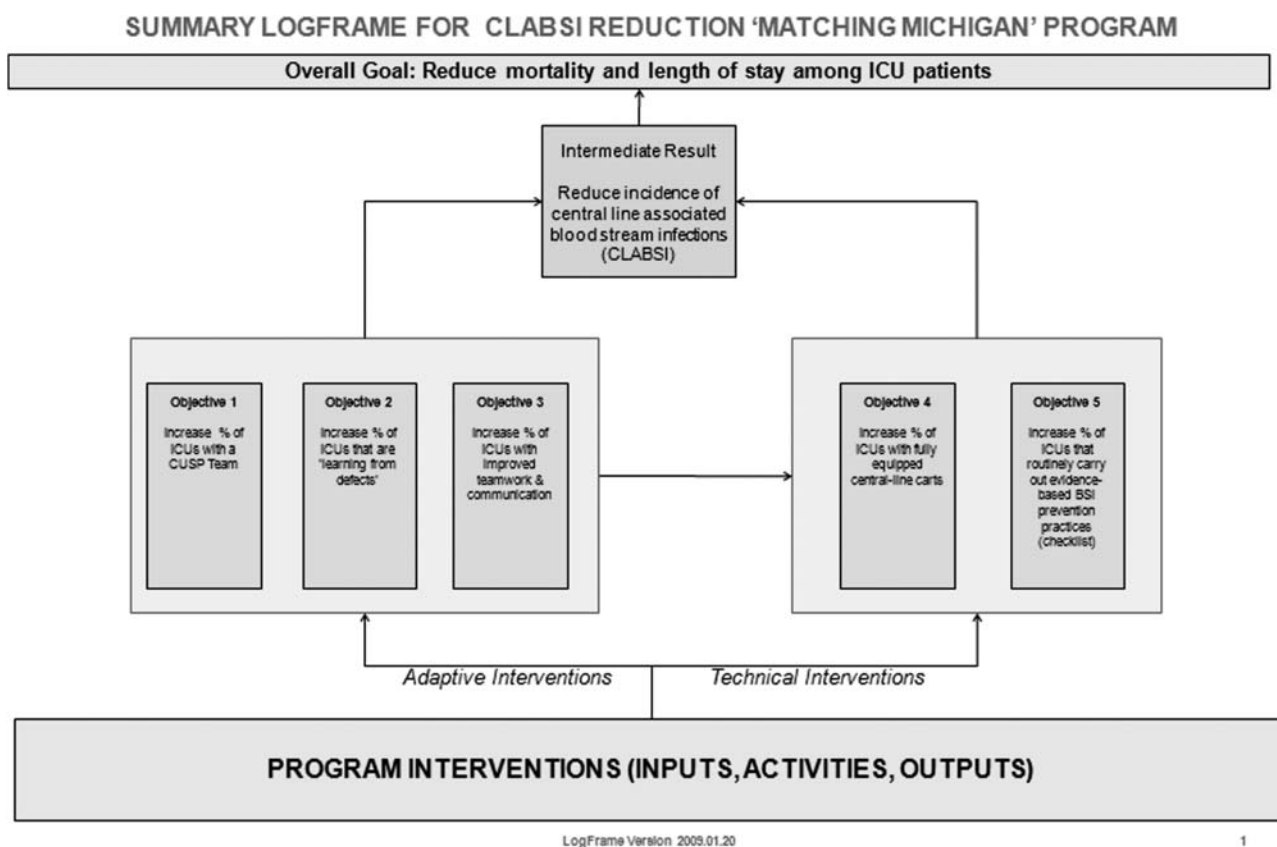 SUMMARY LOGFRAME FOR CLABSI REDUCTION ‘MATCHING MICHIGAN’ PROGRAM
Overall Goal: Reduce mortality and length of stay among ICU patients
Intermediate Result
Reduce incidence of
central line associated
blood stream infections
(CLABSI)
Objective 1
Increase % of
ICUs with a
CUSP Team
Objective 2
Increase % of
ICUs that are
‘learning from
defects’
Objective 3
Increase % of
ICUs with
improved
teamwork &
communication
Objective 4
Increase % of
ICUs with fully
equipped
central-line carts
Objective 5
Increase % of
ICUs that
routinely carry
out evidence-
based BSI
prevention
practices
(checklist)
Adaptive Interventions
Technical Interventions
PROGRAM INTERVENTIONS (INPUTS, ACTIVITIES, OUTPUTS)
LogFrame Version 2009.01.20
1